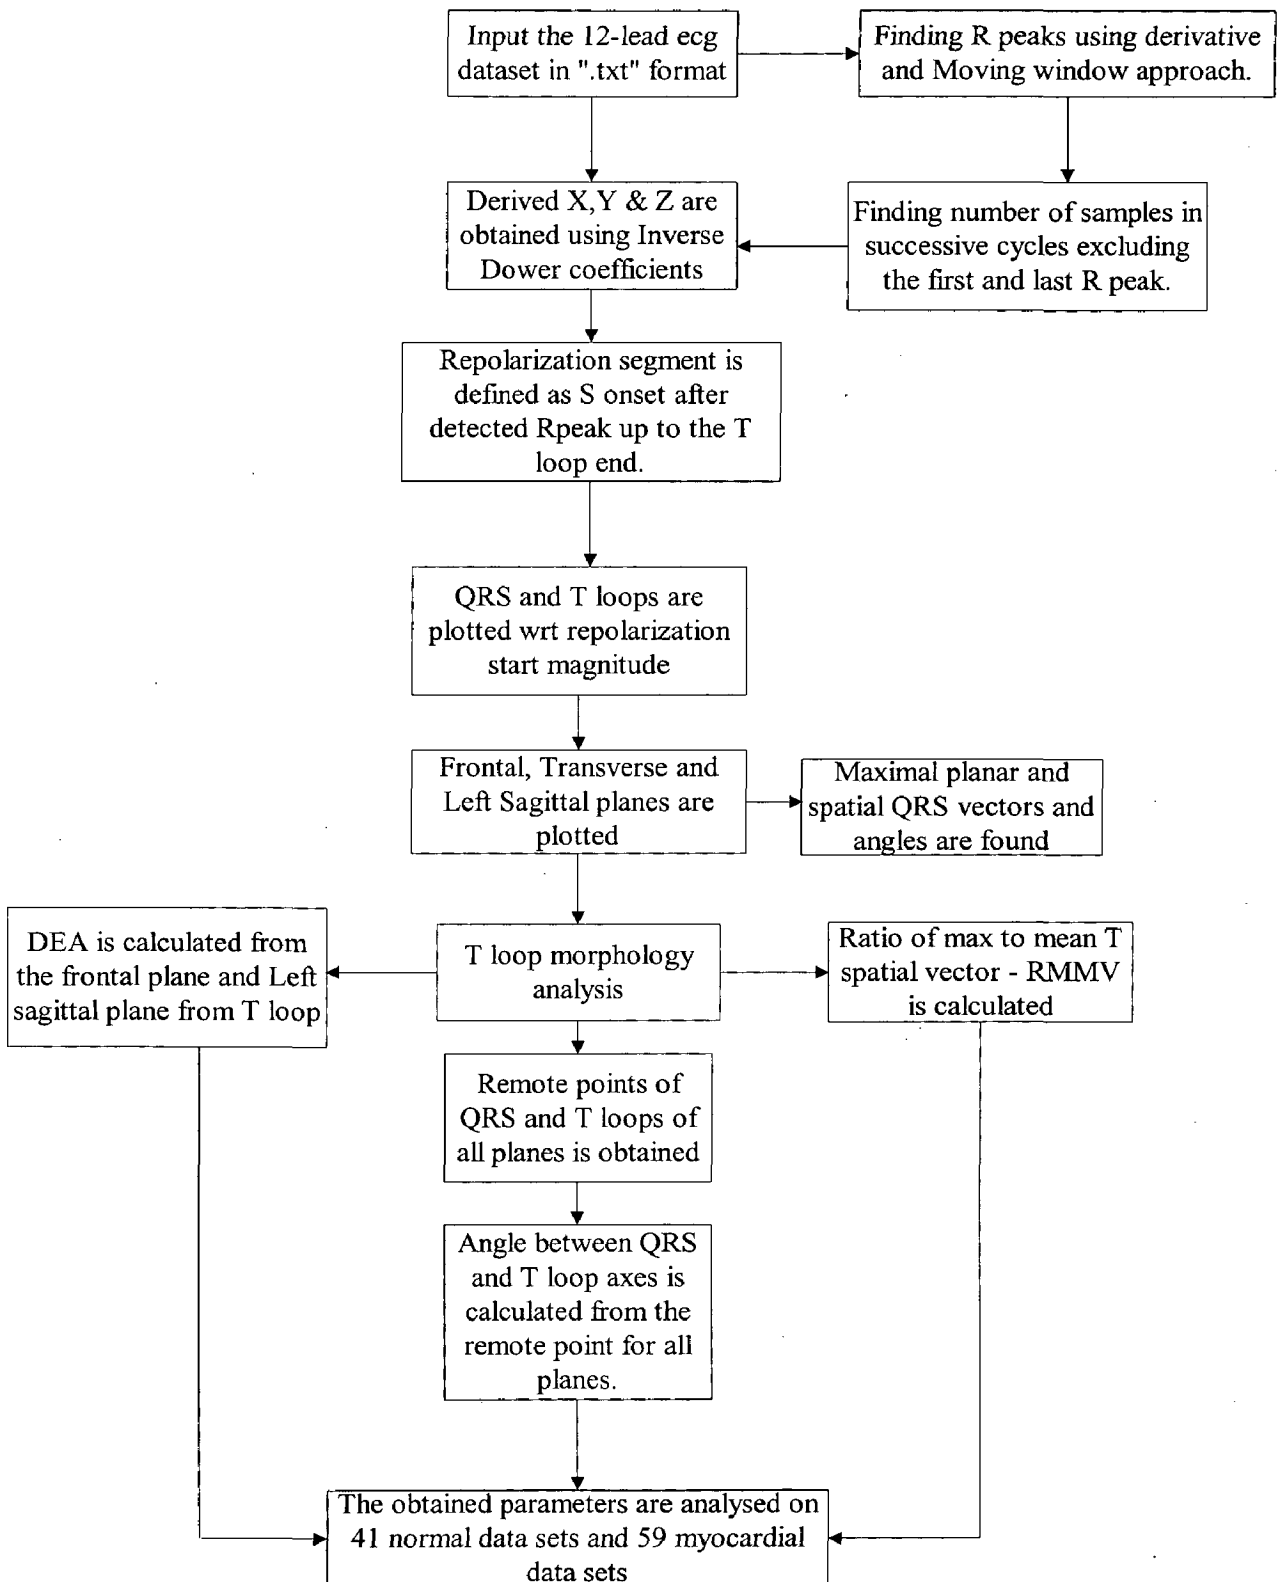 Input the 12-lead ecg
dataset in ".txt" format
Finding R peaks using derivative
and Moving window approach.
Derived X,Y & Z are
obtained using Inverse
Dower coefficients
Finding number of samples in
successive cycles excluding
the first and last R peak.
Repolarization segment is
defined as S onset after
detected Rpeak up to the T
loop end.
QRS and T loops are
plotted wrt repolarization
start magnitude
Frontal, Transverse and
Left Sagittal planes are
plotted
Maximal planar and
spatial QRS vectors and
angles are found
DEA is calculated from
the frontal plane and Left
sagittal plane from T loop
T loop morphology
analysis
Ratio of max to mean T
spatial vector - RMMV
is calculated
Remote points of
QRS and T loops of
all planes is obtained
Angle between QRS
and T loop axes is
calculated from the
remote point for all
planes.
The obtained parameters are analysed on
41 normal data sets and 59 myocardial
data sets